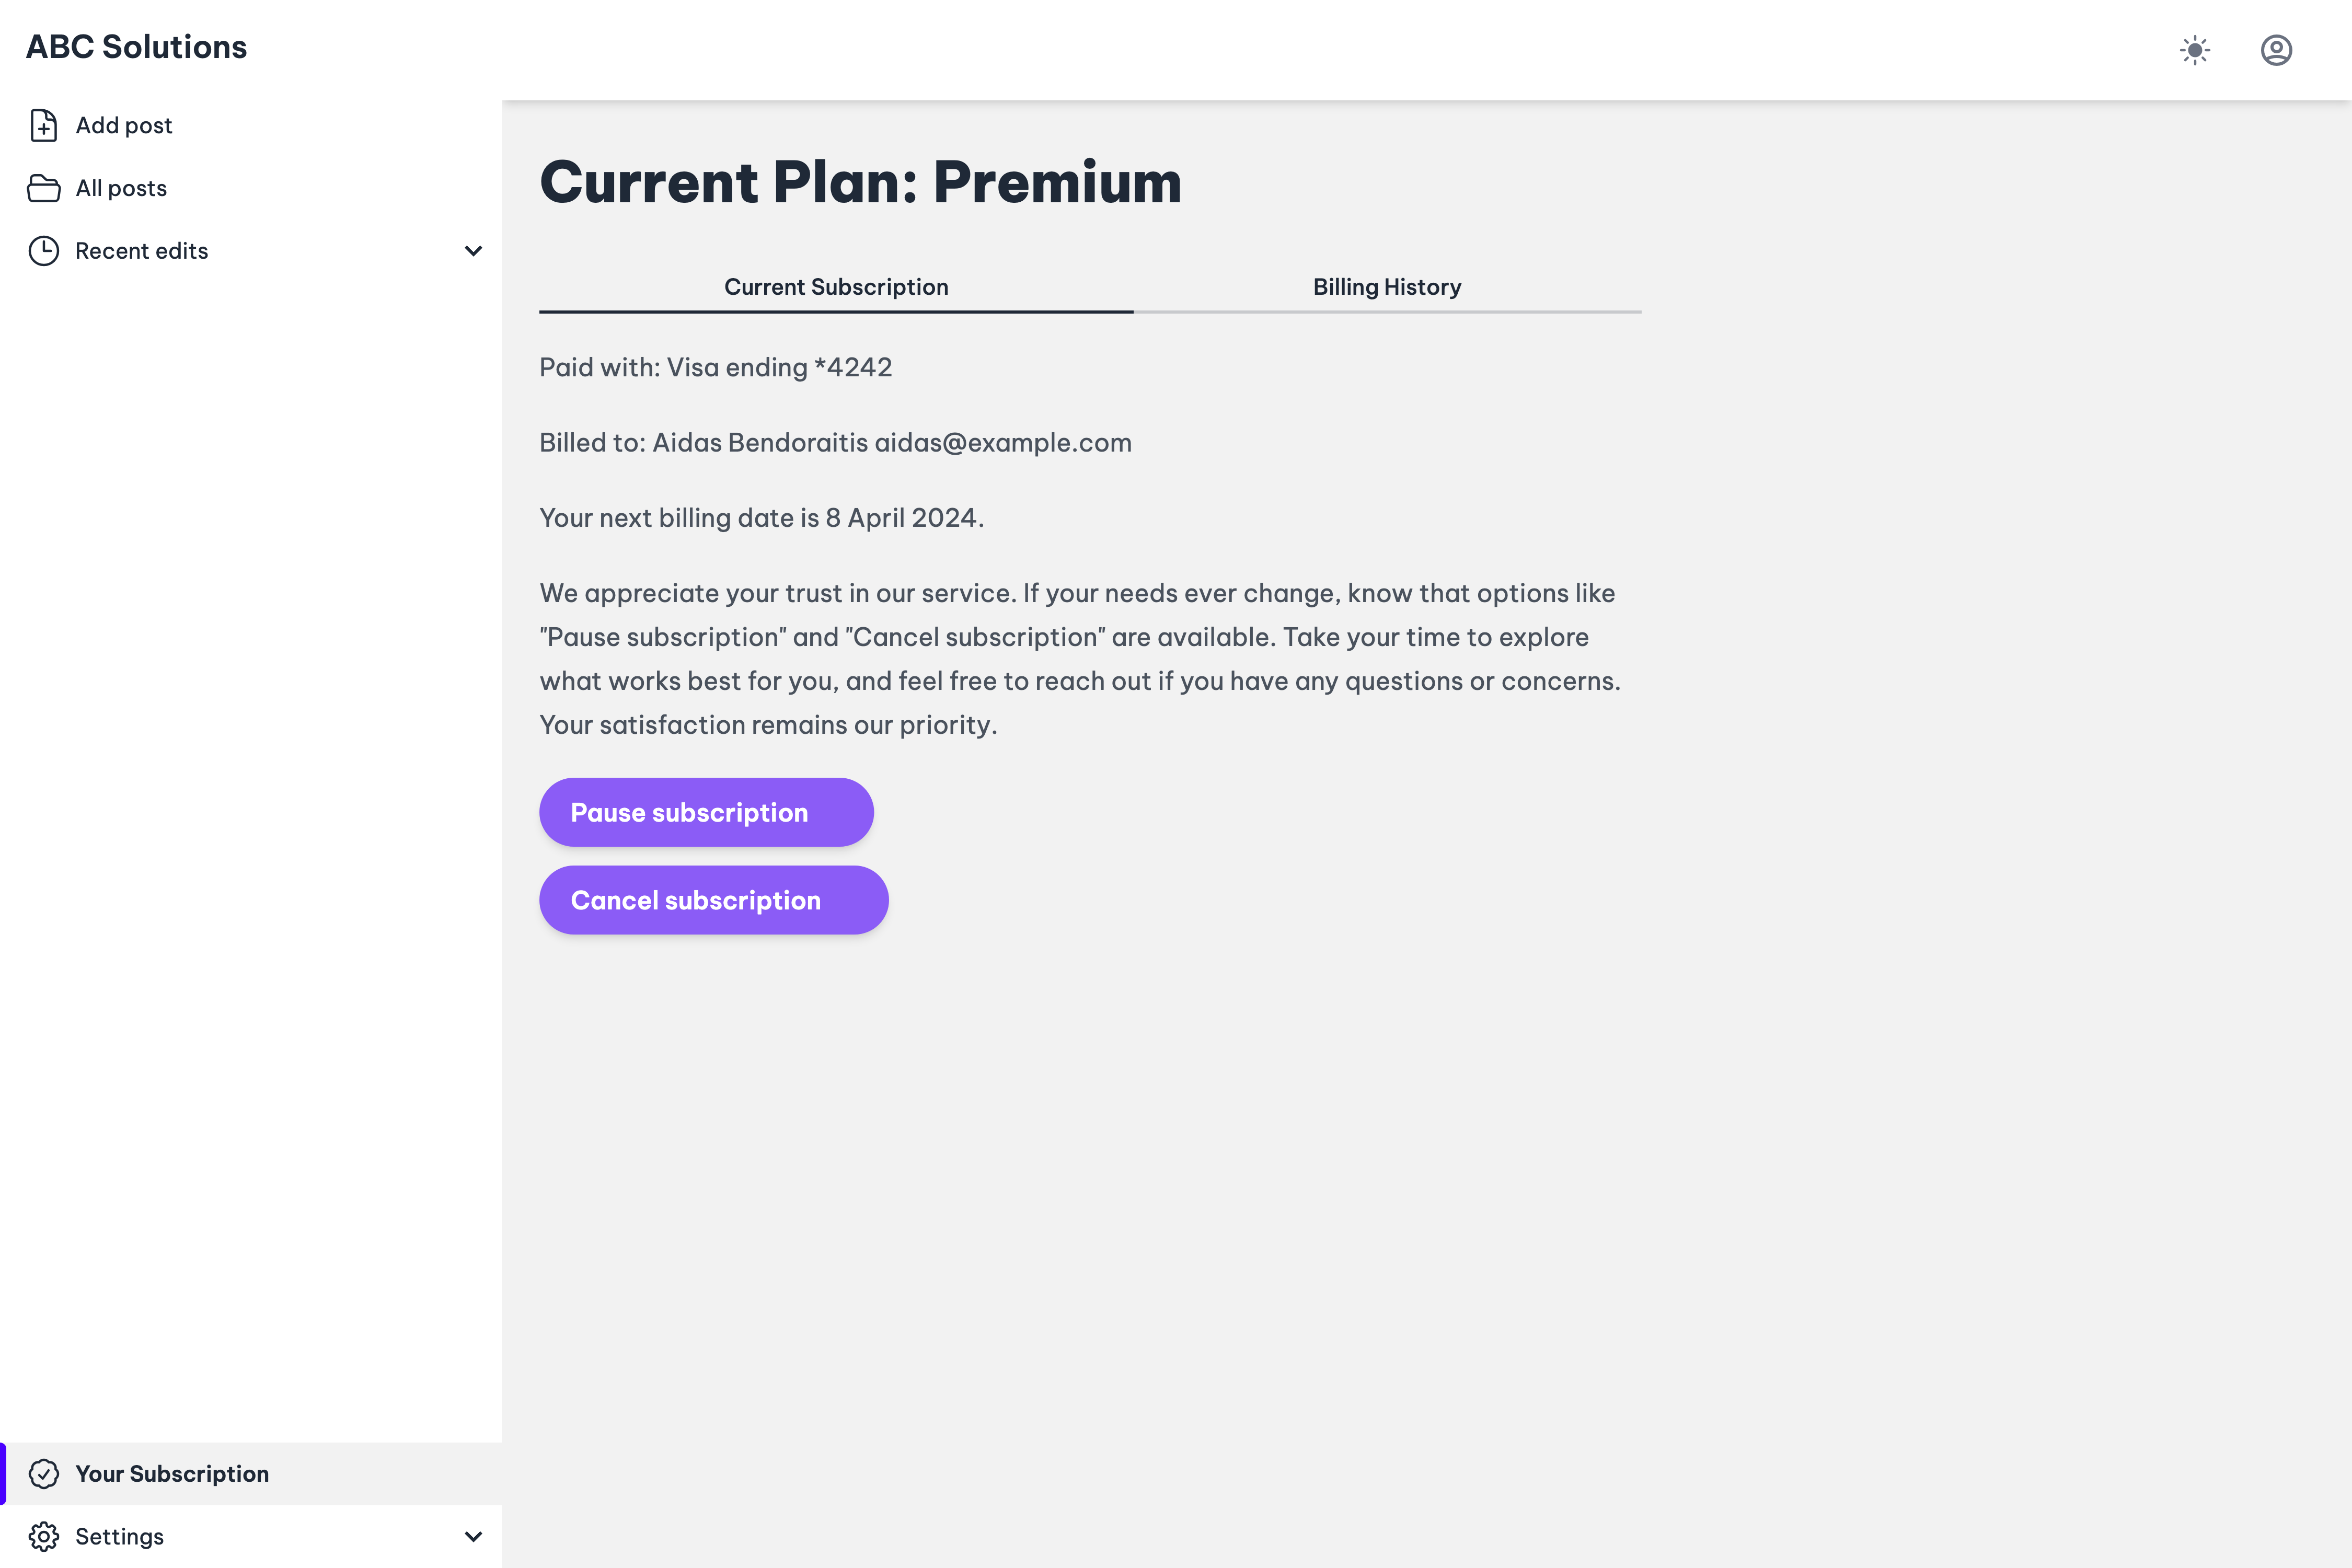 ABC Solutions
Add post
All posts
Recent edits
Your Subscription
Settings
Current Plan: Premium
Current Subscription
Billing History
Paid with: Visa ending *4242
Billed to: Aidas Bendoraitis aidas@example.com
Your next billing date is 8 April 2024.
We appreciate your trust in our service. If your needs ever change, know that options like
"Pause subscription" and "Cancel subscription" are available. Take your time to explore
what works best for you, and feel free to reach out if you have any questions or concerns.
Your satisfaction remains our priority.
Pause subscription
Cancel subscription